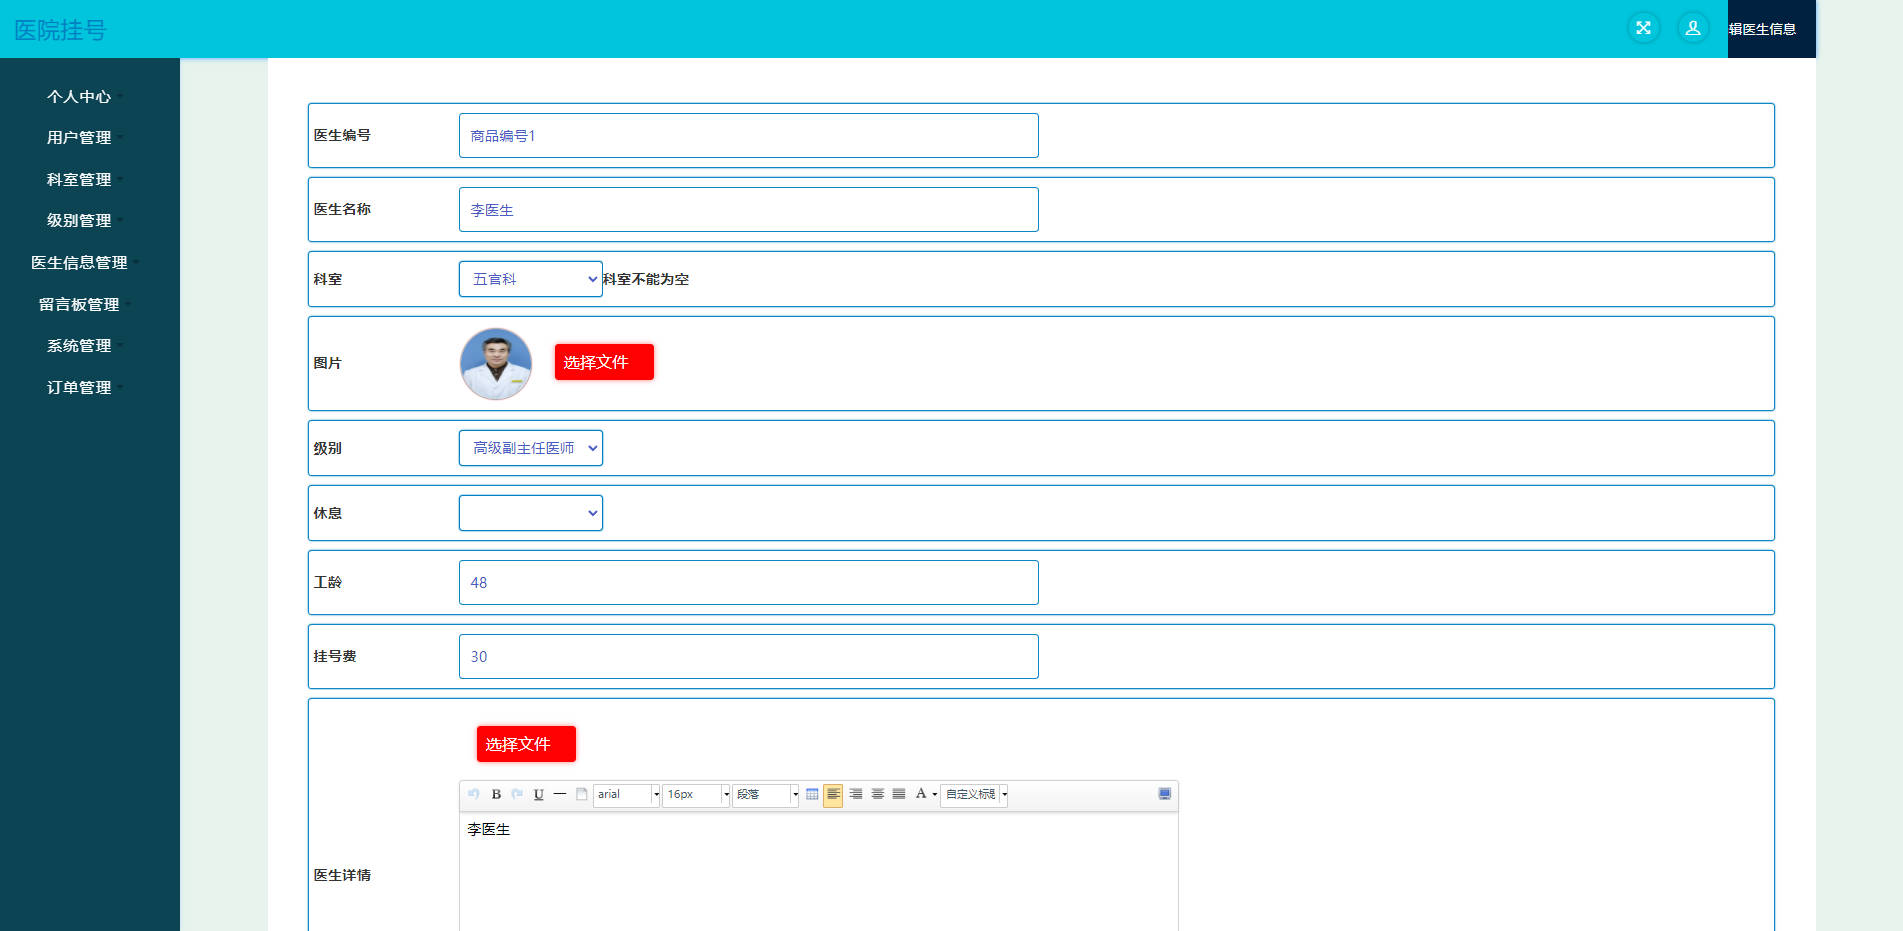 医院挂号
辑医生信息
个人中心
用户管理
科室管理
级别管理
医生信息管理
留言板管理
系统管理
订单管理
医生编号
商品编号1
医生名称
李医生
科室
五官科
科室不能为空
图片
选择文件
级别
高级副主任医师
休息
工龄
48
挂号费
30
选择文件
B U arial 16px 段落 A 自定义标题
李医生
医生详情